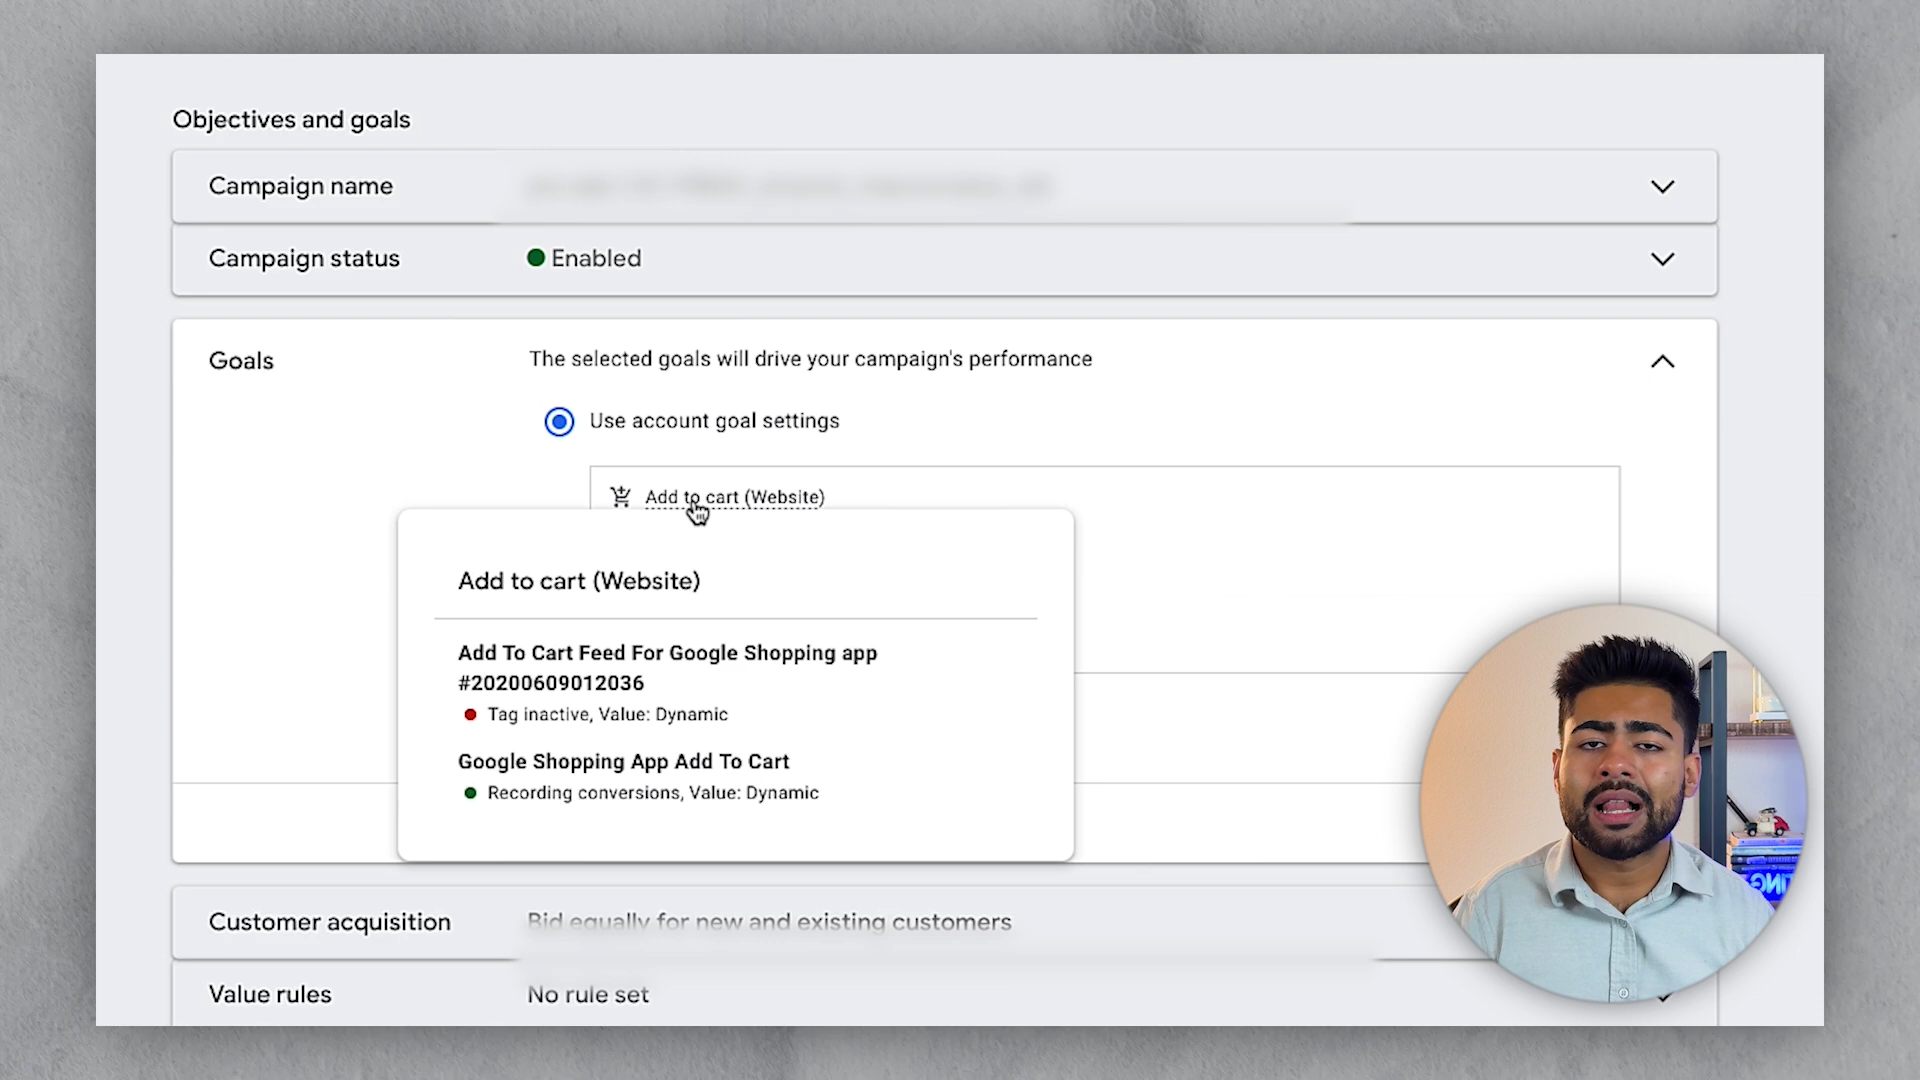 Objectives and goals
Campaign name
Campaign status
Enabled
Goals
The selected goals will drive your campaign's performance
Use account goal settings
Add to cart (Website)
Add to cart (Website)
Add To Cart Feed For Google Shopping app
#20200609012036
Tag inactive, Value: Dynamic
Google Shopping App Add To Cart
Recording conversions, Value: Dynamic
Customer acquisition
Bid equally for new and existing customers
Value rules
No rule set